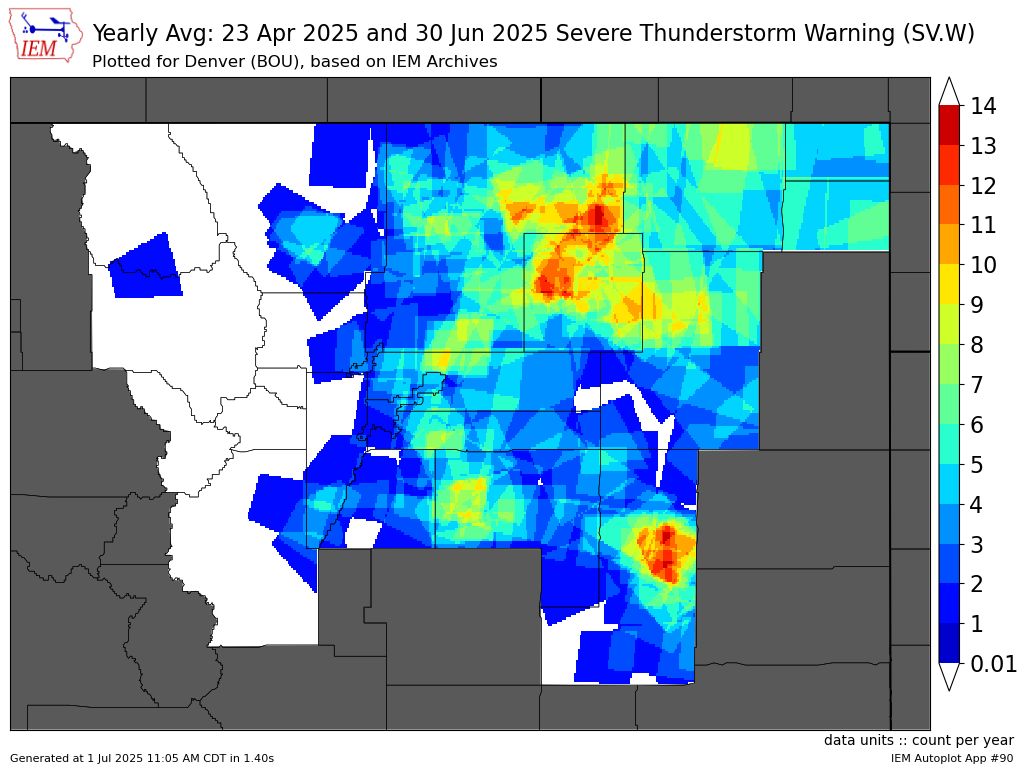 IEM
Yearly Avg: 23 Apr 2025 and 30 Jun 2025 Severe Thunderstorm Warning (SV.W)
Plotted for Denver (BOU), based on IEM Archives
14
13
12
11
10
9
8
7
6
5
4
3
2
1
0.01
data units :: count per year
Generated at 1 Jul 2025 11:05 AM CDT in 1.40s
IEM Autoplot App #90